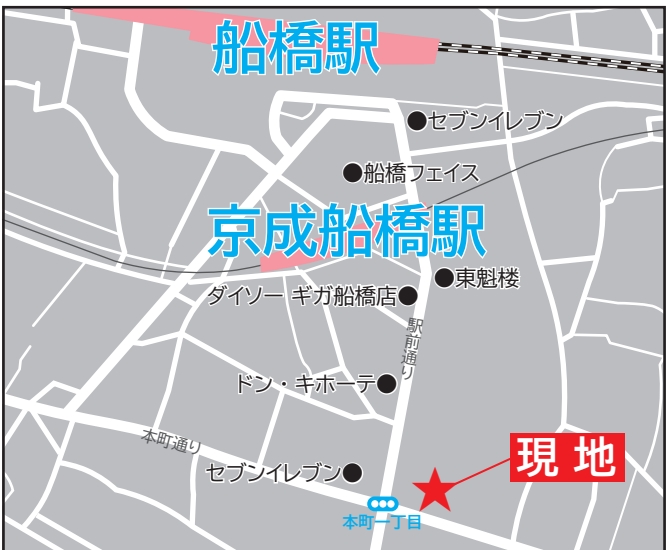 船橋駅
セブンイレブン
船橋フェイス
京成船橋駅
東魁楼
ダイソー ギガ船橋店
駅前通り
ドン・キホーテ
本町通り
現 地
セブンイレブン
本町一丁目